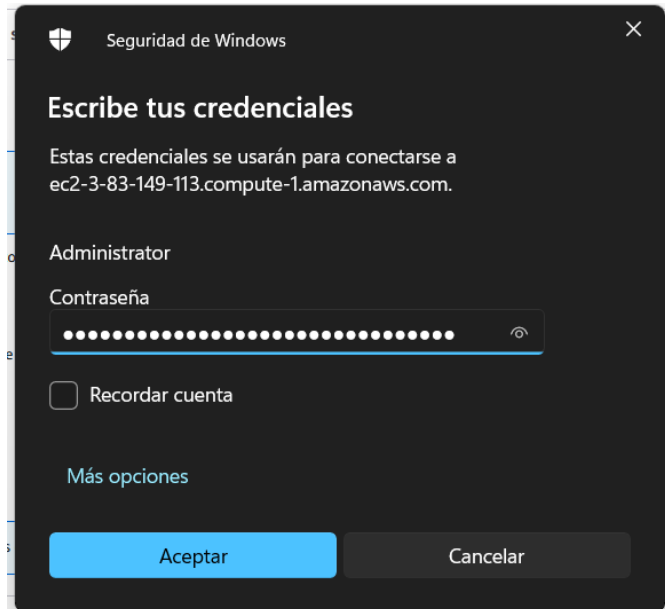 Seguridad de Windows
Escribe tus credenciales
Estas credenciales se usarán para conectarse a
ec2-3-83-149-113.compute-1.amazonaws.com.
Administrator
Contraseña
●●●●●●●●●●●●●●●●●●●●●●●●●●●●●●●●
Recordar cuenta
Más opciones
Aceptar
Cancelar